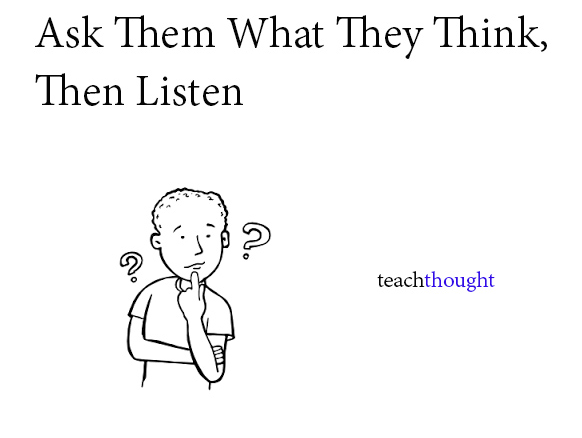 Ask Them What They Think,
Then Listen
? ?
teachthought